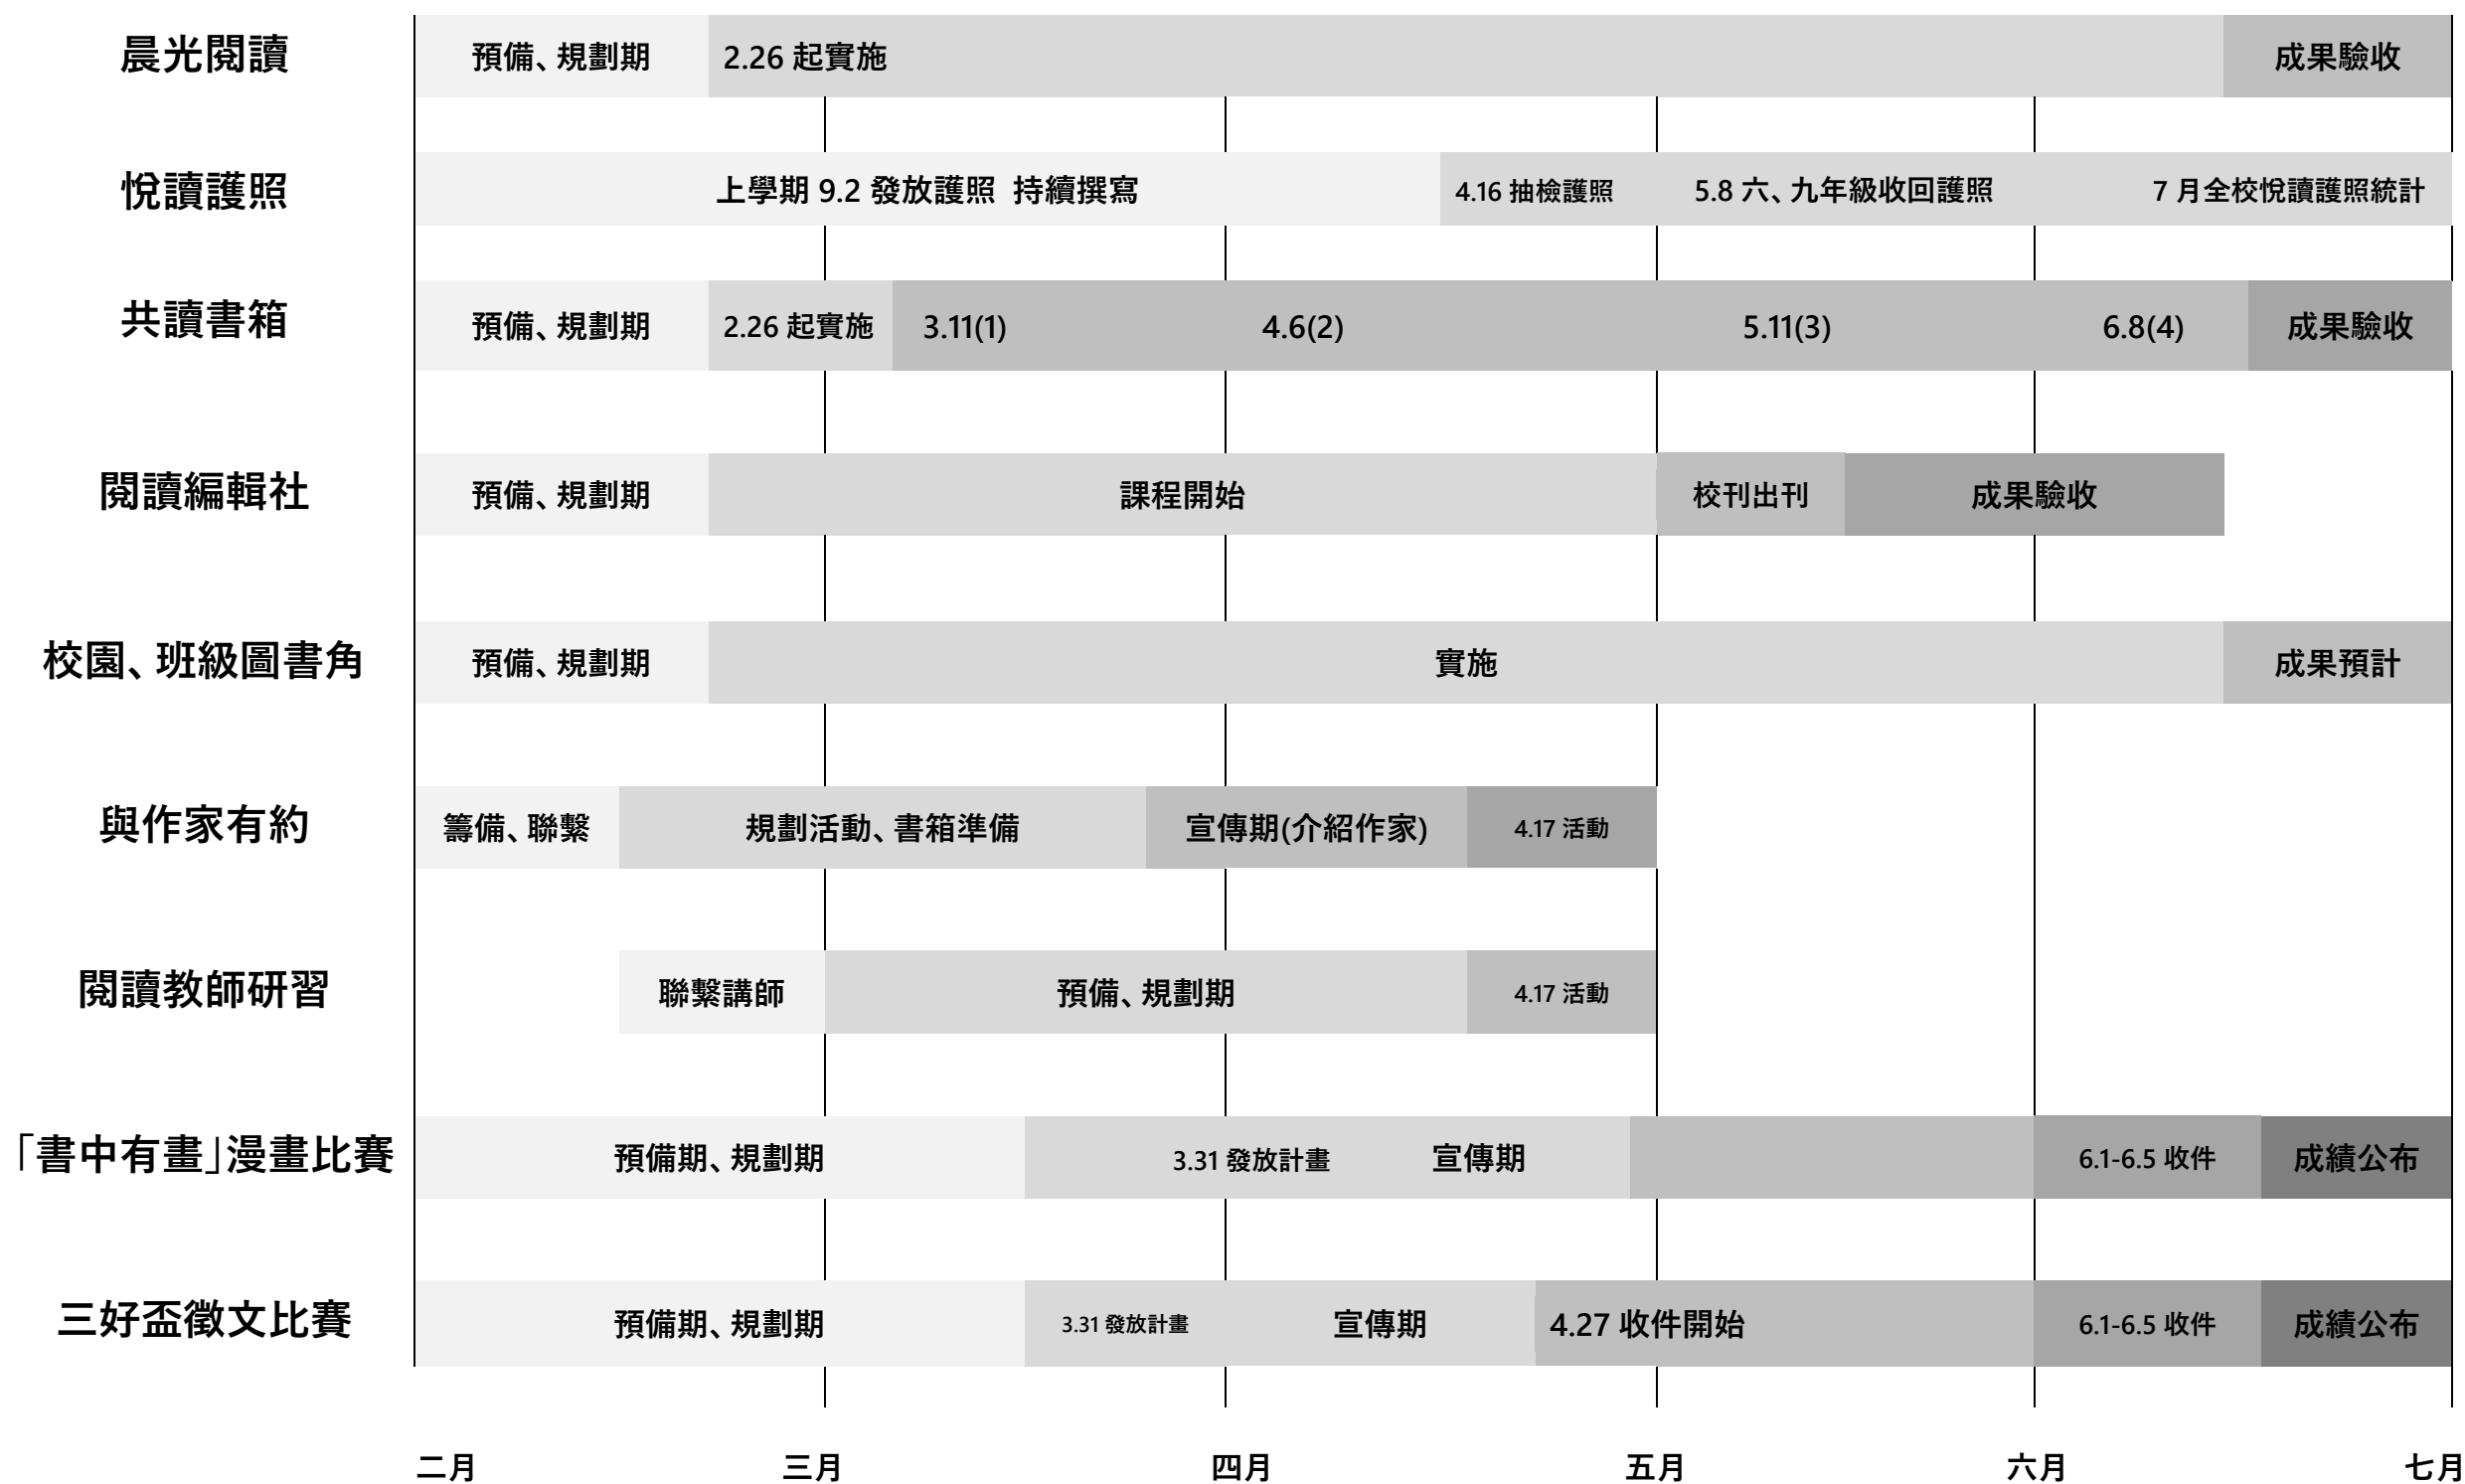 晨光閱讀
預備、規劃期
2.26 起實施
成果驗收
悅讀護照
上學期 9.2 發放護照 持續撰寫
4.16 抽檢護照
5.8 六、九年級收回護照
7 月全校悅讀護照統計
共讀書箱
預備、規劃期
2.26 起實施
3.11(1)
4.6(2)
5.11(3)
6.8(4)
成果驗收
閱讀編輯社
預備、規劃期
課程開始
校刊出刊
成果驗收
校園、班級圖書角
預備、規劃期
實施
成果預計
與作家有約
籌備、聯繫
規劃活動、書箱準備
宣傳期(介紹作家)
4.17 活動
閱讀教師研習
聯繫講師
預備、規劃期
4.17 活動
「書中有畫」漫畫比賽
預備期、規劃期
3.31 發放計畫
宣傳期
6.1-6.5 收件
成績公布
三好盃徵文比賽
預備期、規劃期
3.31 發放計畫
宣傳期
4.27 收件開始
6.1-6.5 收件
成績公布
二月
三月
四月
五月
六月
七月